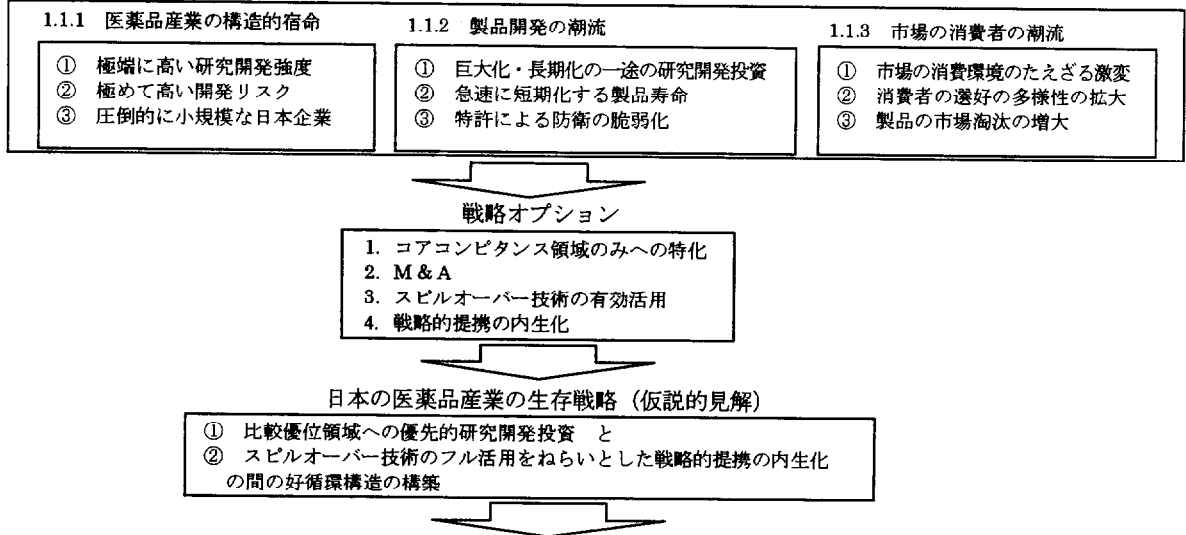 1.1.1 医薬品産業の構造的宿命
① 極端に高い研究開発強度
② 極めて高い開発リスク
③ 圧倒的に小規模な日本企業
1.1.2 製品開発の潮流
① 巨大化・長期化の一途の研究開発投資
② 急速に短期化する製品寿命
③ 特許による防衛の脆弱化
1.1.3 市場の消費者の潮流
① 市場の消費環境のたえざる激変
② 消費者の選好の多様性の拡大
③ 製品の市場淘汰の増大
戦略オプション
1. コアコンピタンス領域のみへの特化
2. M & A
3. スピルオーバー技術の有効活用
4. 戦略的提携の内生化
日本の医薬品産業の生存戦略（仮説的見解）
① 比較優位領域への優先的研究開発投資 と
② スピルオーバー技術のフル活用をねらいとした戦略的提携の内生化
の間の好循環構造の構築